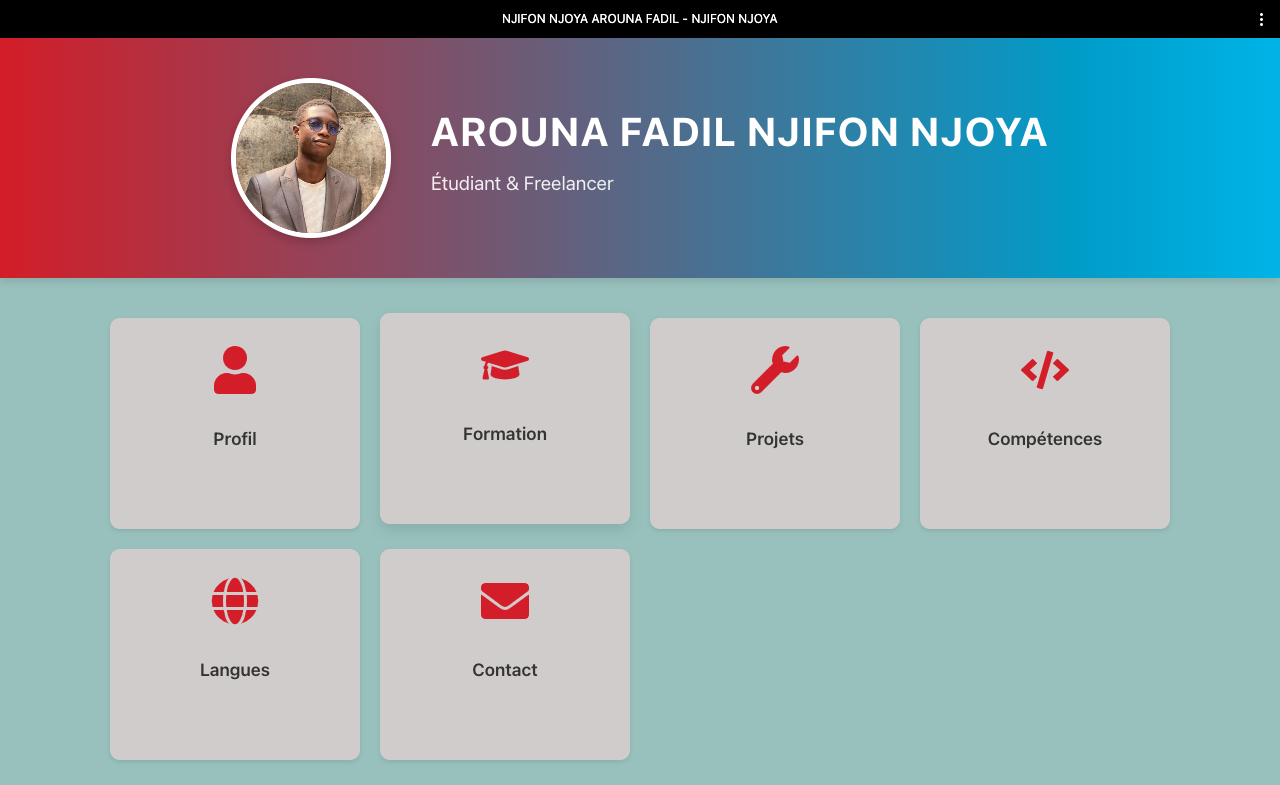 NJIFON NJOYA AROUNA FADIL - NJIFON NJOYA
AROUNA FADIL NJIFON NJOYA
Étudiant & Freelancer
Profil
Formation
Projets
Compétences
Langues
Contact